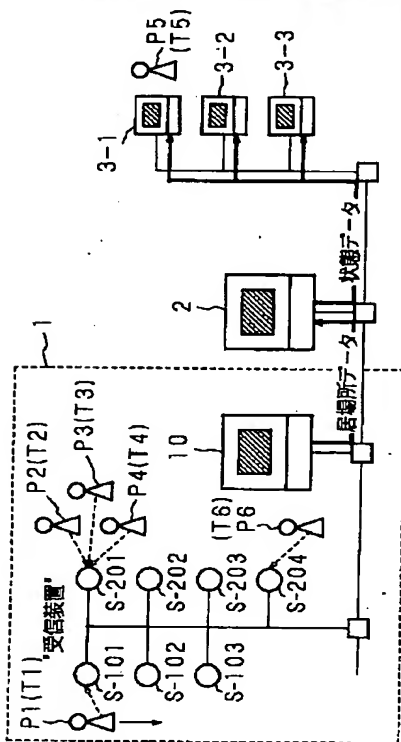 1
P1(T1)
"受信装置"
P2(T2)
P3(T3)
P4(T4)
S-101
S-201
S-102
S-202
S-103
S-203
S-204
(T6)
P6
10
居場所データ
2
状態データ
3-1
P5
(T5)
3-2
3-3